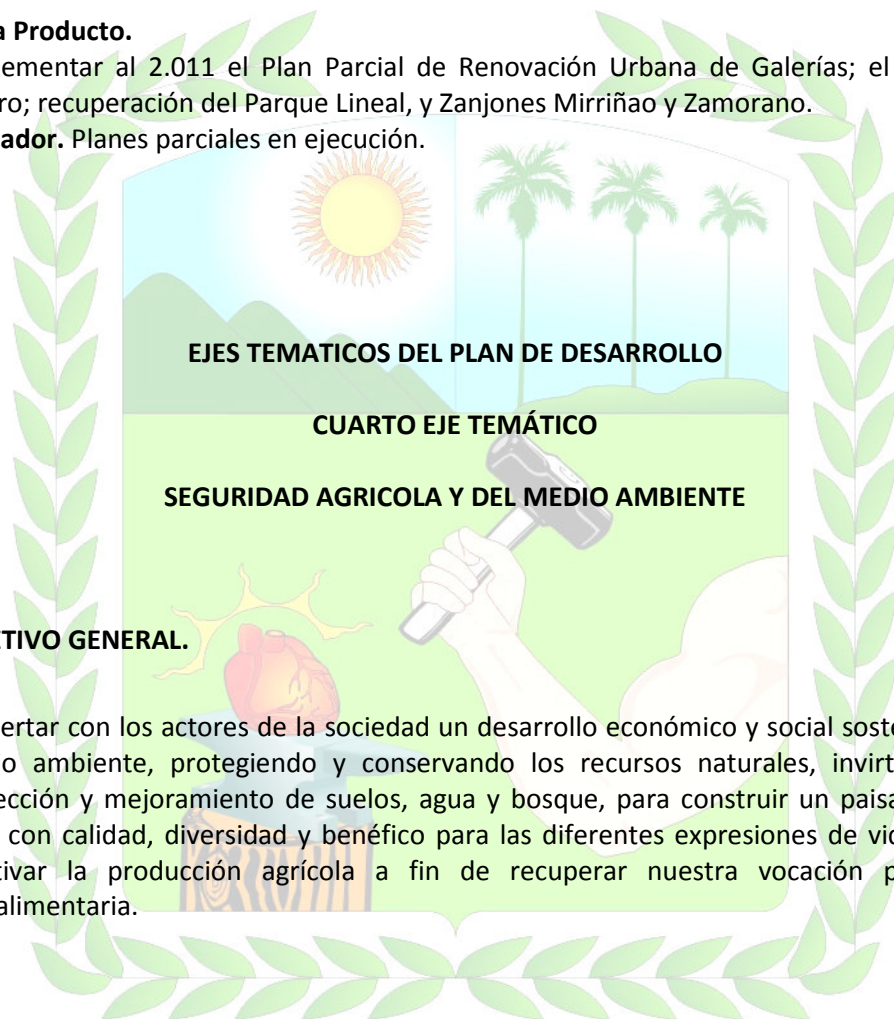 a Producto.
ementar al 2.011 el Plan Parcial de Renovación Urbana de Galerías; el
ro; recuperación del Parque Lineal, y Zanjones Mirriñao y Zamorano.
ador. Planes parciales en ejecución.
EJES TEMATICOS DEL PLAN DE DESARROLLO
CUARTO EJE TEMÁTICO
SEGURIDAD AGRICOLA Y DEL MEDIO AMBIENTE
ETIVO GENERAL.
ertar con los actores de la sociedad un desarrollo económico y social soste
o ambiente, protegiendo y conservando los recursos naturales, invirt
ección y mejoramiento de suelos, agua y bosque, para construir un paisa
con calidad, diversidad y benéfico para las diferentes expresiones de vid
tivar la producción agrícola a fin de recuperar nuestra vocación p
alimentaria.